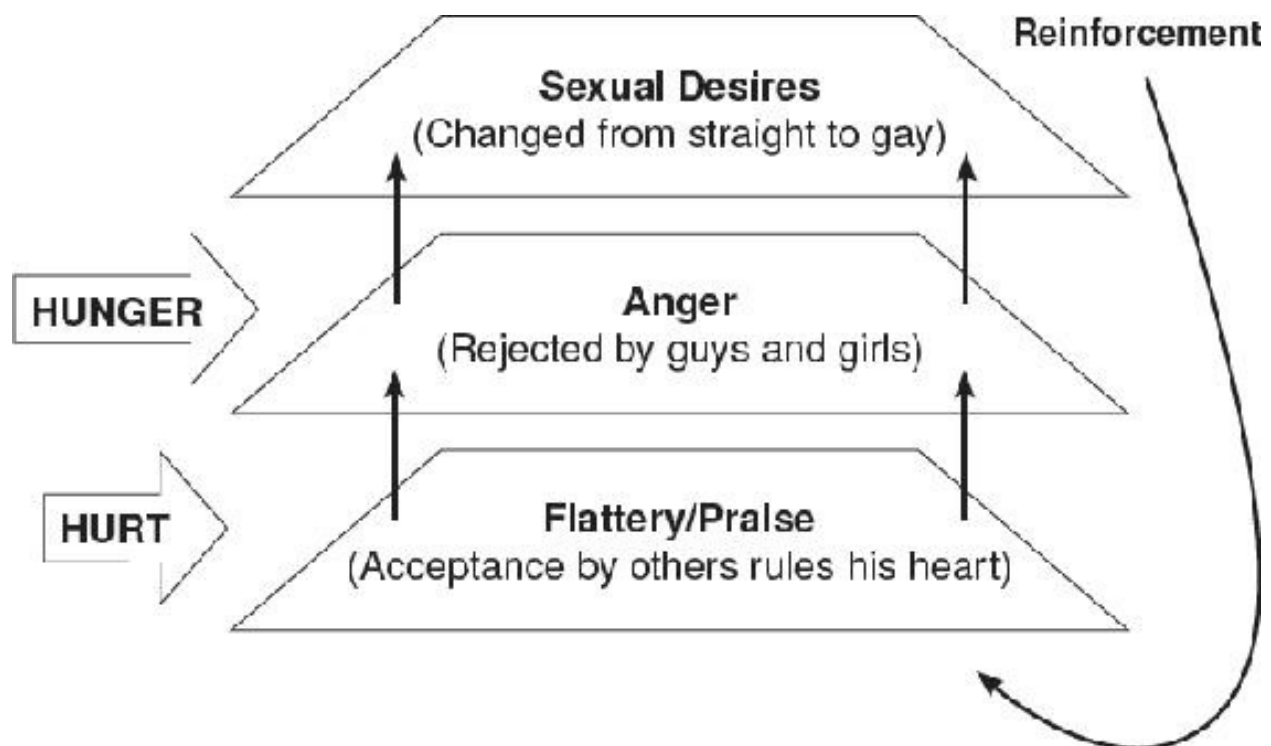 Reinforcement
Sexual Desires
(Changed from straight to gay)
HUNGER
Anger
(Rejected by guys and girls)
HURT
Flattery/Praise
(Acceptance by others rules his heart)